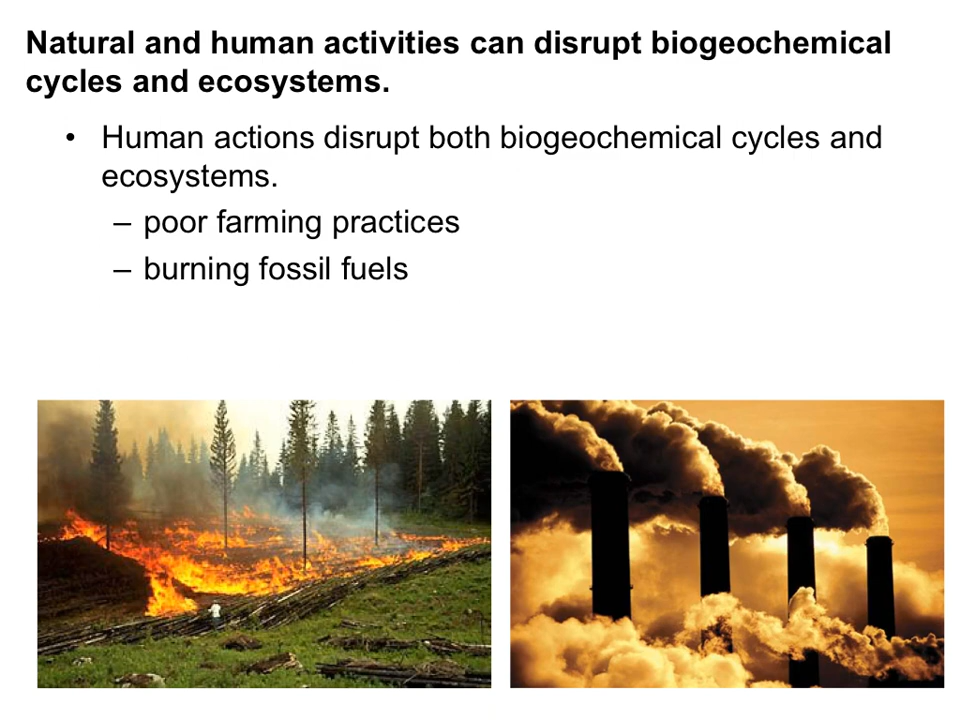 Natural and human activities can disrupt biogeochemical
cycles and ecosystems.
• Human actions disrupt both biogeochemical cycles and
ecosystems.
– poor farming practices
– burning fossil fuels